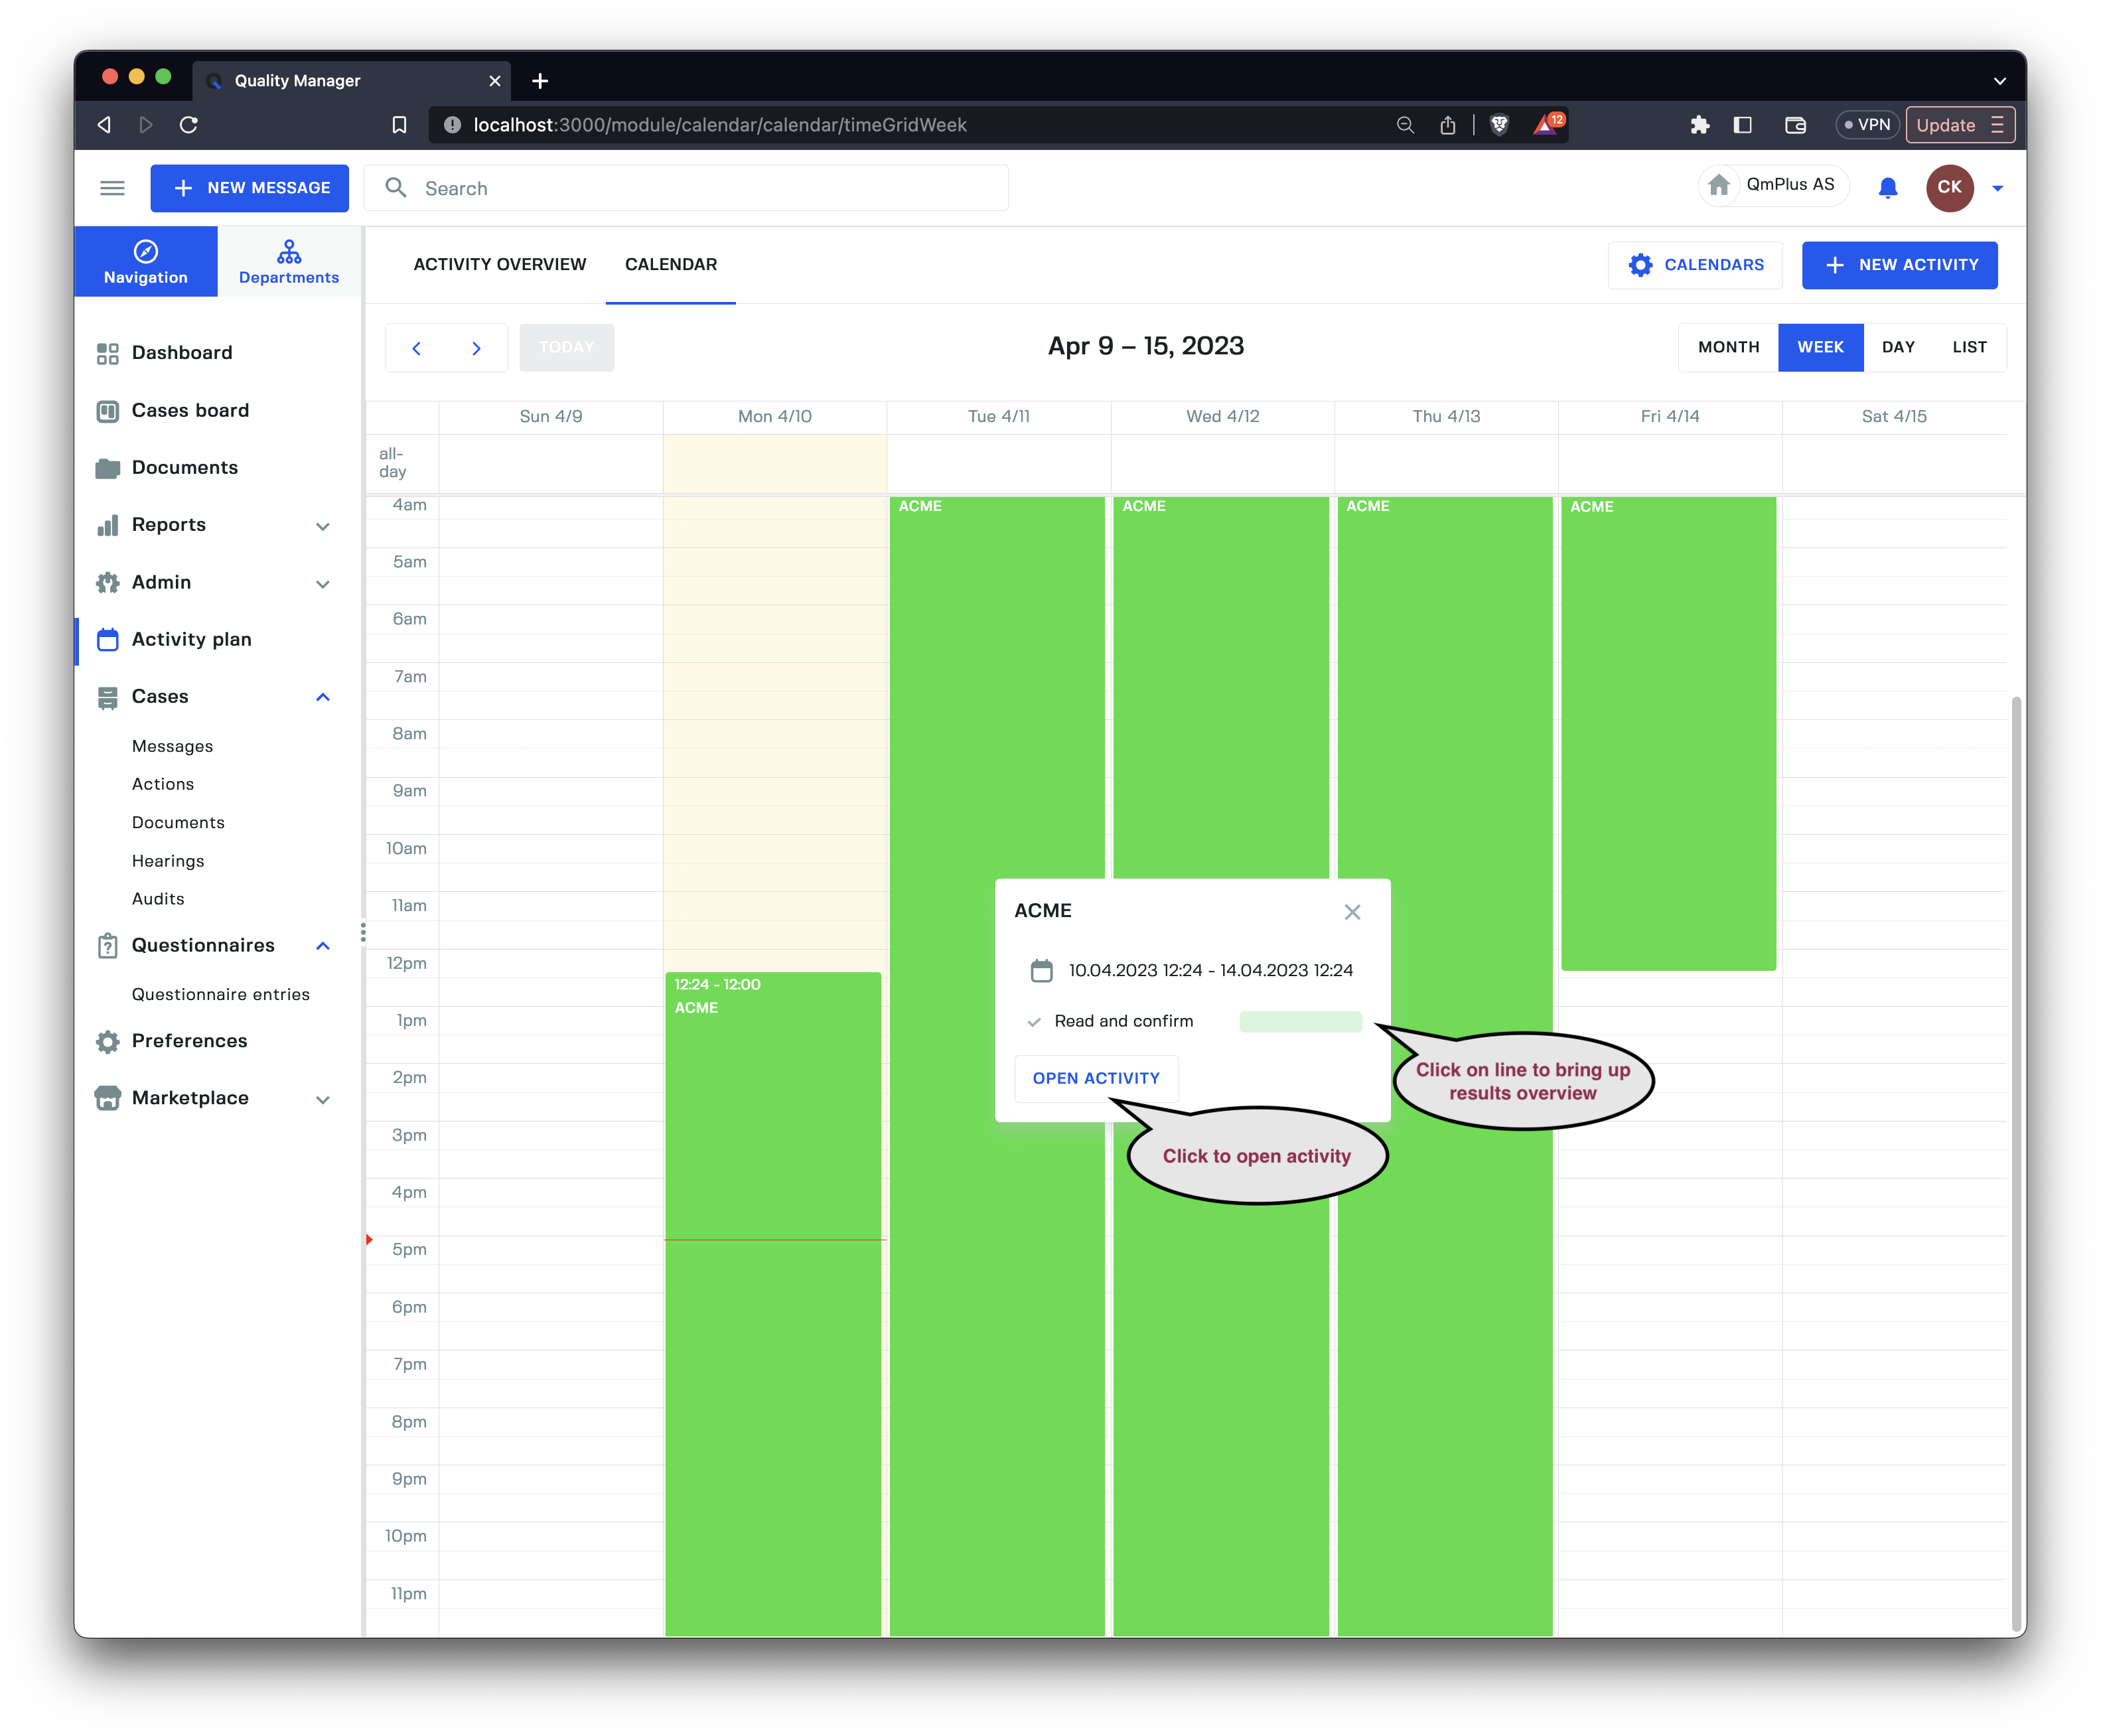 Quality Manager
localhost:3000/module/calendar/calendar/timeGridWeek
12
VPN
Update
NEW MESSAGE
Search
QmPlus AS
CK
Navigation
Departments
ACTIVITY OVERVIEW
CALENDAR
CALENDARS
NEW ACTIVITY
TODAY
Apr 9 – 15, 2023
MONTH
WEEK
DAY
LIST
Dashboard
Cases board
Documents
Reports
Admin
Activity plan
Cases
Messages
Actions
Documents
Hearings
Audits
Questionnaires
Questionnaire entries
Preferences
Marketplace
Sun 4/9
Mon 4/10
Tue 4/11
Wed 4/12
Thu 4/13
Fri 4/14
Sat 4/15
all-
day
4am
5am
6am
7am
8am
9am
10am
11am
12pm
1pm
2pm
3pm
4pm
5pm
6pm
7pm
8pm
9pm
10pm
11pm
12:24 - 12:00
ACME
ACME
ACME
ACME
ACME
ACME
10.04.2023 12:24 - 14.04.2023 12:24
Read and confirm
OPEN ACTIVITY
Click on line to bring up
results overview
Click to open activity